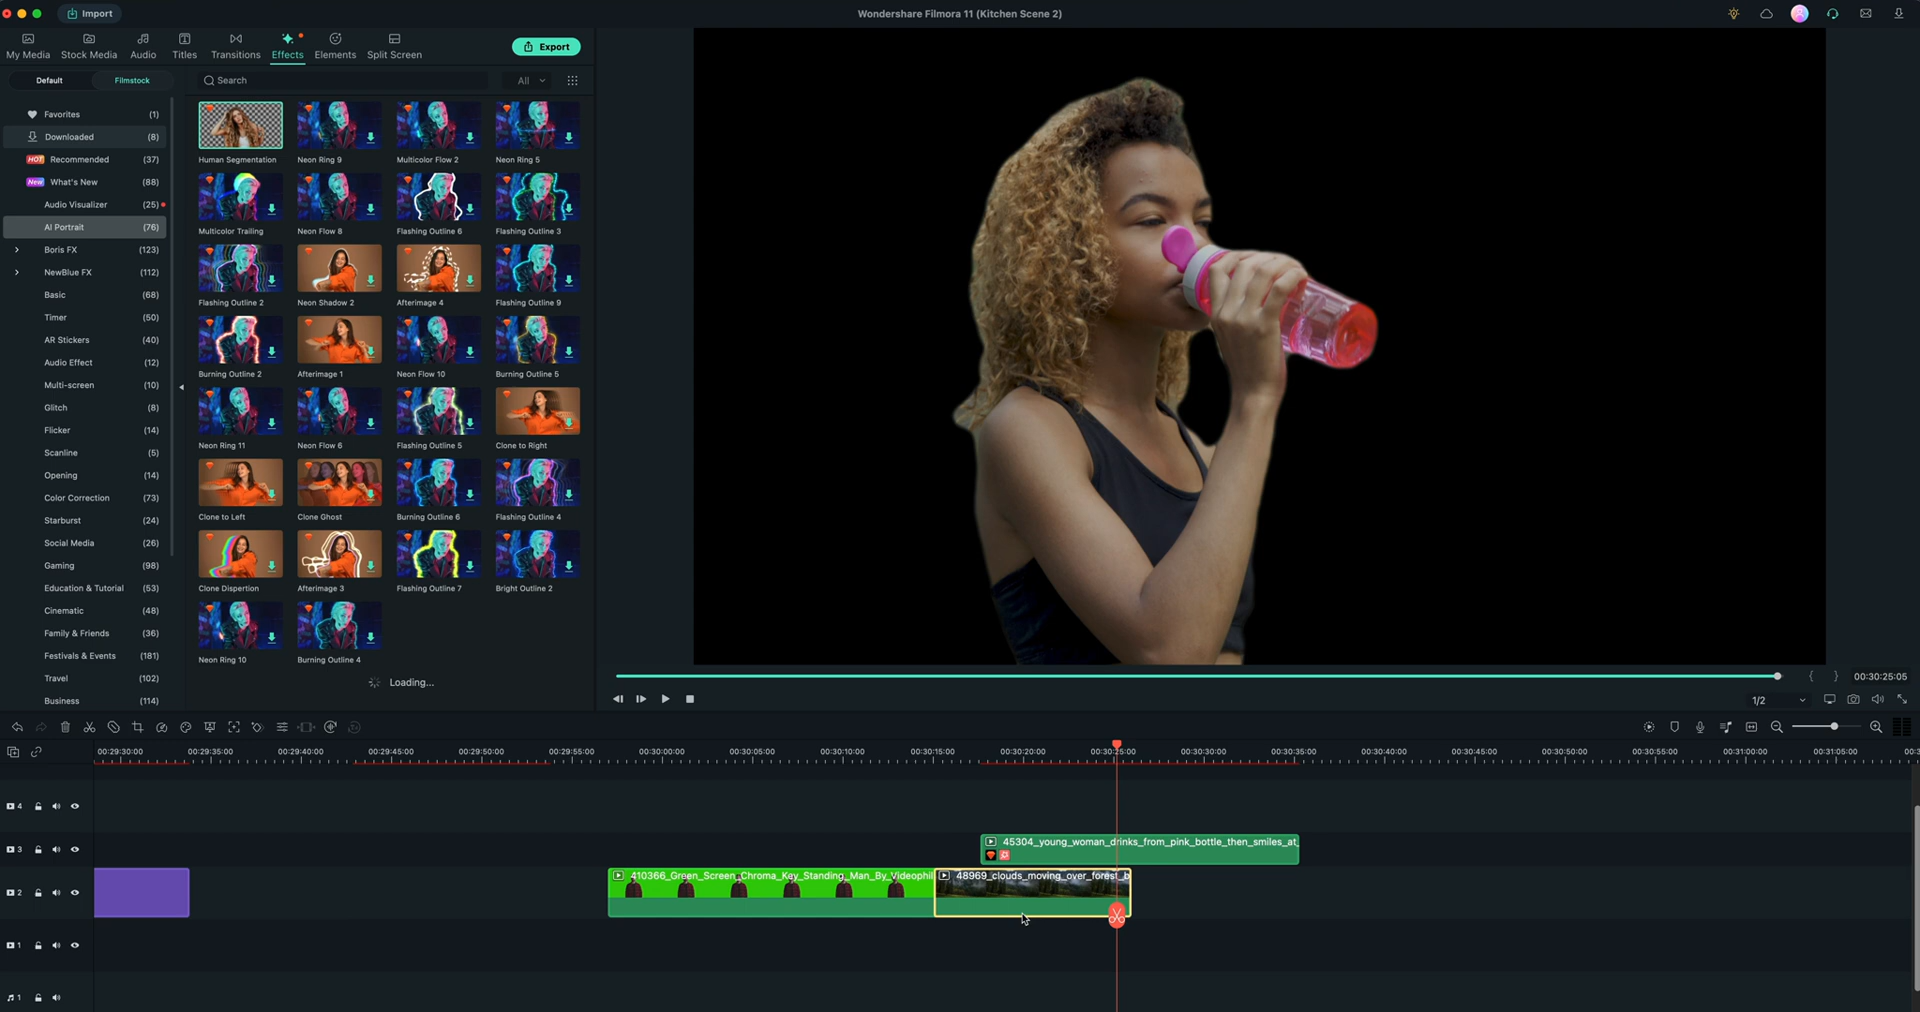 Import
Wondershare Filmora 11 (Kitchen Scene 2)
My Media
Stock Media
Audio
Titles
Transitions
Effects
Elements
Split Screen
Export
Default
Filmstock
Search
All
Favorites (1)
Downloaded (8)
HOT Recommended (37)
New What's New (88)
Audio Visualizer (25)
AI Portrait (76)
Boris FX (123)
NewBlue FX (112)
Basic (68)
Timer (50)
AR Stickers (40)
Audio Effect (12)
Multi-screen (10)
Glitch (8)
Flicker (14)
Scanline (5)
Opening (14)
Color Correction (73)
Starburst (24)
Social Media (26)
Gaming (98)
Education & Tutorial (53)
Cinematic (48)
Family & Friends (36)
Festivals & Events (181)
Travel (102)
Business (114)
Human Segmentation
Neon Ring 9
Multicolor Flow 2
Neon Ring 5
Multicolor Trailing
Neon Flow 8
Flashing Outline 6
Flashing Outline 3
Flashing Outline 2
Neon Shadow 2
Afterimage 4
Flashing Outline 9
Burning Outline 2
Afterimage 1
Neon Flow 10
Burning Outline 5
Neon Ring 11
Neon Flow 6
Flashing Outline 5
Clone to Right
Clone to Left
Clone Ghost
Burning Outline 6
Flashing Outline 4
Clone Dispertion
Afterimage 3
Flashing Outline 7
Bright Outline 2
Neon Ring 10
Burning Outline 4
Loading...
{ } 00:30:25:05
1/2
00:29:30:00
00:29:35:00
00:29:40:00
00:29:45:00
00:29:50:00
00:29:55:00
00:30:00:00
00:30:05:00
00:30:10:00
00:30:15:00
00:30:20:00
00:30:25:00
00:30:30:00
00:30:35:00
00:30:40:00
00:30:45:00
00:30:50:00
00:30:55:00
00:31:00:00
00:31:05:00
00:3
4
3
45304_young_woman_drinks_from_pink_bottle_then_smiles_at_
2
410366_Green_Screen_Chroma_Key_Standing_Man_By_Videophil
48969_clouds_moving_over_forest_b
1
1